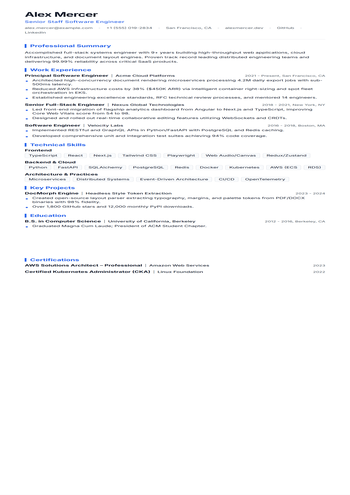 Alex Mercer
Senior Staff Software Engineer
alex.mercer@example.com · +1 (555) 019-2834 · San Francisco, CA · alexmercer.dev · GitHub ·
LinkedIn
Professional Summary
Accomplished full-stack systems engineer with 9+ years building high-performance web applications, cloud
infrastructure, and document layout engines. Proven track record leading distributed engineering teams and
delivering 99.99% reliability across critical SaaS products.
Work Experience
Principal Software Engineer | Acme Cloud Platforms 2021 - Present, San Francisco, CA
• Architected high-concurrency document rendering microservices processing 4.2M daily export jobs with sub-
500ms latency.
• Reduced AWS infrastructure costs by 38% ($450K ARR) via intelligent container right-sizing and spot fleet
orchestration in EKS.
• Established engineering excellence standards, RFC technical review processes, and mentored 14 engineers.
Senior Full-Stack Engineer | Nexus Global Technologies 2018 - 2021, New York, NY
• Led front-end migration of flagship analytics dashboard from Angular to Next.js and TypeScript, improving
Core Web Vitals score from 54 to 98.
• Designed and rolled out real-time collaborative editing features utilizing WebSockets and CRDTs.
Software Engineer | Velocity Labs 2016 - 2018, Boston, MA
• Implemented RESTful and GraphQL APIs in Python/FastAPI with PostgreSQL and Redis caching.
• Developed comprehensive unit and integration test suites achieving 94% code coverage.
Technical Skills
Frontend
TypeScript React Next.js Tailwind CSS Playwright Web Audio/Canvas Redux/Zustand
Backend & Cloud
Python FastAPI SQLAlchemy PostgreSQL Redis Docker Kubernetes AWS (ECS RDS)
Architecture & Practices
Microservices Distributed Systems Event-Driven Architecture CI/CD OpenTelemetry
Key Projects
DocMorph Engine | Headless Style Token Extraction 2023 - 2024
• Created open-source layout parser extracting typography, margins, and palette tokens from PDF/DOCX
binaries with 98% fidelity.
• Over 1,800 GitHub stars and 12,000 monthly PyPI downloads.
Education
B.S. in Computer Science | University of California, Berkeley 2012 - 2016, Berkeley, CA
• Graduated Magna Cum Laude; President of ACM Student Chapter.
Certifications
AWS Solutions Architect – Professional | Amazon Web Services 2023
Certified Kubernetes Administrator (CKA) | Linux Foundation 2022